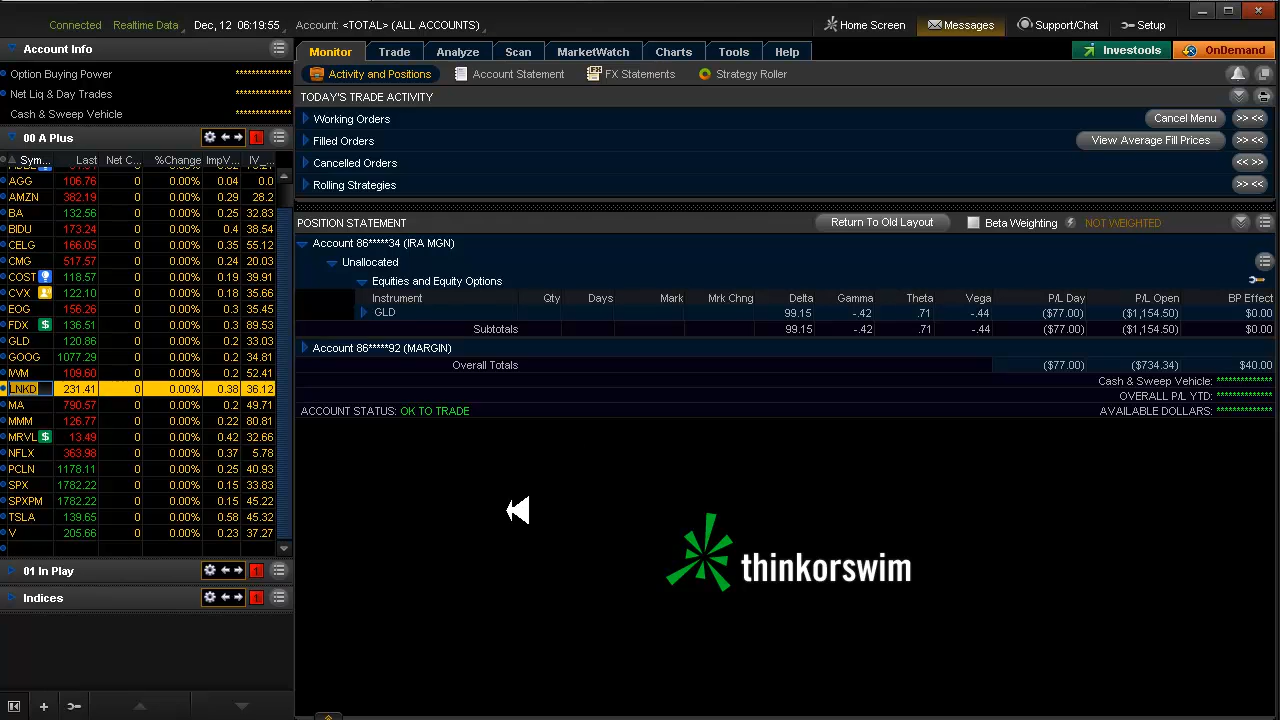 Connected Realtime Data Dec, 12 06:19:55 Account: <TOTAL> (ALL ACCOUNTS) Home Screen Messages Support/Chat Setup
Account Info
Option Buying Power **************
Net Liq & Day Trades **************
Cash & Sweep Vehicle **************
00 A Plus 1
Sym... Last Net C... %Change ImpV... IV_...
AGG 106.76 0 0.00% 0.04 0.0
AMZN 382.19 0 0.00% 0.29 28.2
BA 132.56 0 0.00% 0.25 32.83
BIDU 173.24 0 0.00% 0.4 38.54
CELG 166.05 0 0.00% 0.35 55.12
CMG 517.57 0 0.00% 0.24 20.03
COST 118.57 0 0.00% 0.19 39.91
CVX 122.10 0 0.00% 0.18 35.66
EOG 156.26 0 0.00% 0.3 35.45
FDX $ 136.51 0 0.00% 0.3 89.53
GLD 120.86 0 0.00% 0.2 33.03
GOOG 1077.29 0 0.00% 0.2 34.81
IWM 109.60 0 0.00% 0.2 52.41
LNKD 231.41 0 0.00% 0.38 36.12
MA 790.57 0 0.00% 0.2 49.71
MMM 126.77 0 0.00% 0.22 60.81
MRVL $ 13.49 0 0.00% 0.42 32.66
NFLX 363.98 0 0.00% 0.37 5.78
PCLN 1178.11 0 0.00% 0.25 40.93
SPX 1782.22 0 0.00% 0.15 33.83
SPXPM 1782.22 0 0.00% 0.15 45.22
TSLA 139.65 0 0.00% 0.58 45.32
V 205.66 0 0.00% 0.23 37.27
01 In Play 1
Indices 1
Monitor Trade Analyze Scan MarketWatch Charts Tools Help Investools OnDemand
Activity and Positions Account Statement FX Statements Strategy Roller
TODAY'S TRADE ACTIVITY
Working Orders Cancel Menu >> <<
Filled Orders View Average Fill Prices >> <<
Cancelled Orders << >>
Rolling Strategies >> <<
POSITION STATEMENT Return To Old Layout Beta Weighting NOT WEIGHTED
Account 86*****34 (IRA MGN)
Unallocated
Equities and Equity Options
Instrument Qty Days Mark Mrk Chng Delta Gamma Theta Vega P/L Day P/L Open BP Effect
GLD 99.15 -.42 .71 -.44 ($77.00) ($1,154.50) $0.00
Subtotals 99.15 -.42 .71 -.44 ($77.00) ($1,154.50) $0.00
Account 86*****92 (MARGIN)
Overall Totals ($77.00) ($734.34) $40.00
Cash & Sweep Vehicle: **************
OVERALL P/L YTD: **************
ACCOUNT STATUS: OK TO TRADE AVAILABLE DOLLARS: **************
thinkorswim